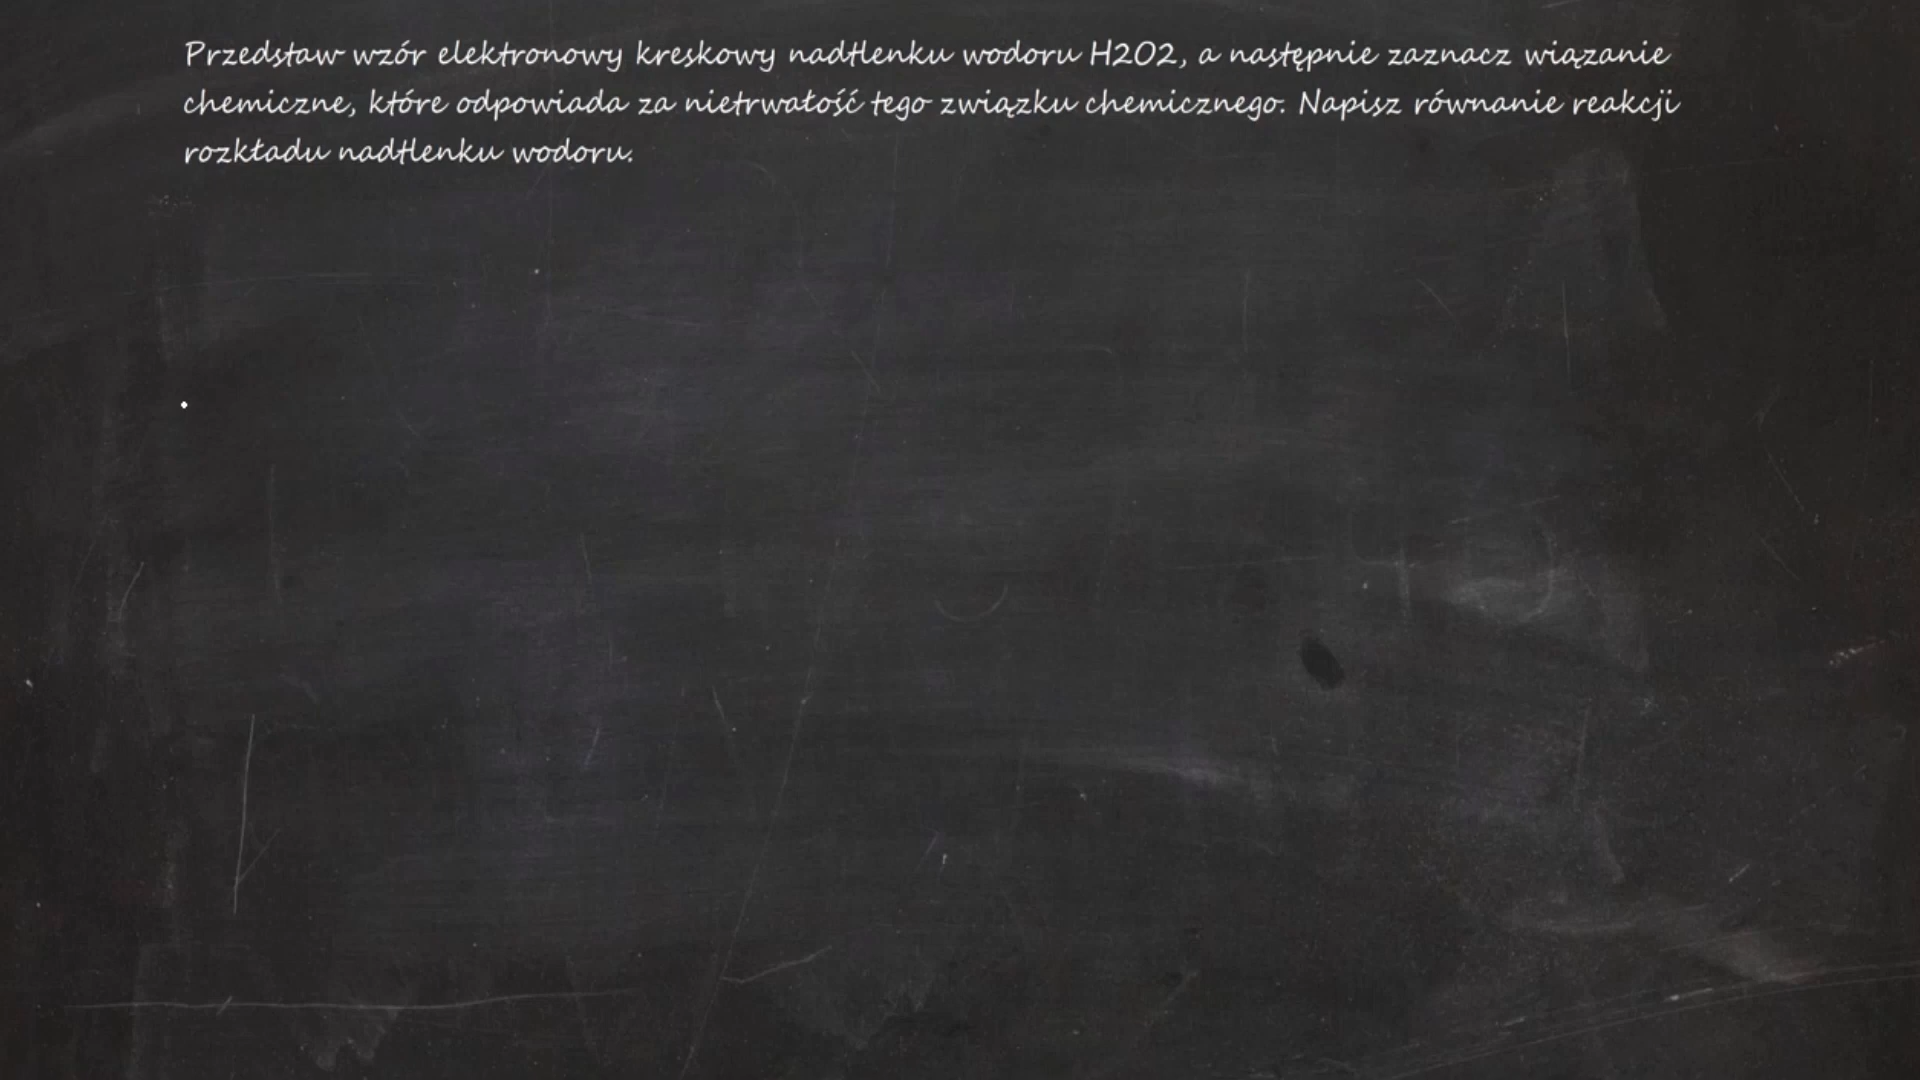 Przedstaw wzór elektronowy kreskowy nadtlenku wodoru H2O2, a następnie zaznacz wiązanie
chemiczne, które odpowiada za nietrwałość tego związku chemicznego. Napisz równanie reakcji
rozkładu nadtlenku wodoru.